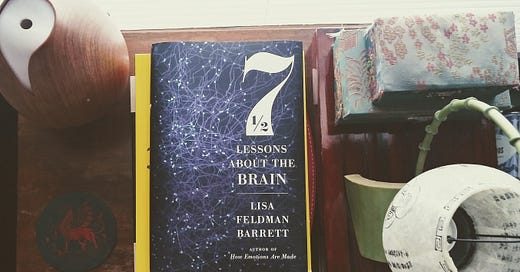 7
1/2
LESSONS
ABOUT THE
BRAIN
LISA
FELDMAN
BARRETT
AUTHOR OF
How Emotions Are Made